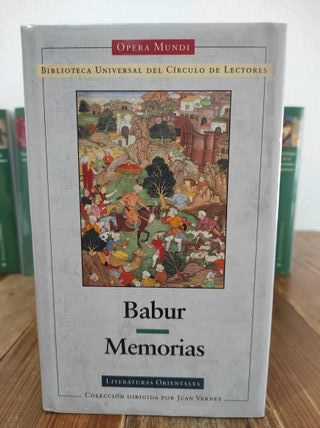 OPERA MUNDI
BIBLIOTECA UNIVERSAL DEL CÍRCULO DE LECTORES
Babur
Memorias
LITERATURAS ORIENTALES
COLECCIÓN DIRIGIDA POR JUAN VERNET